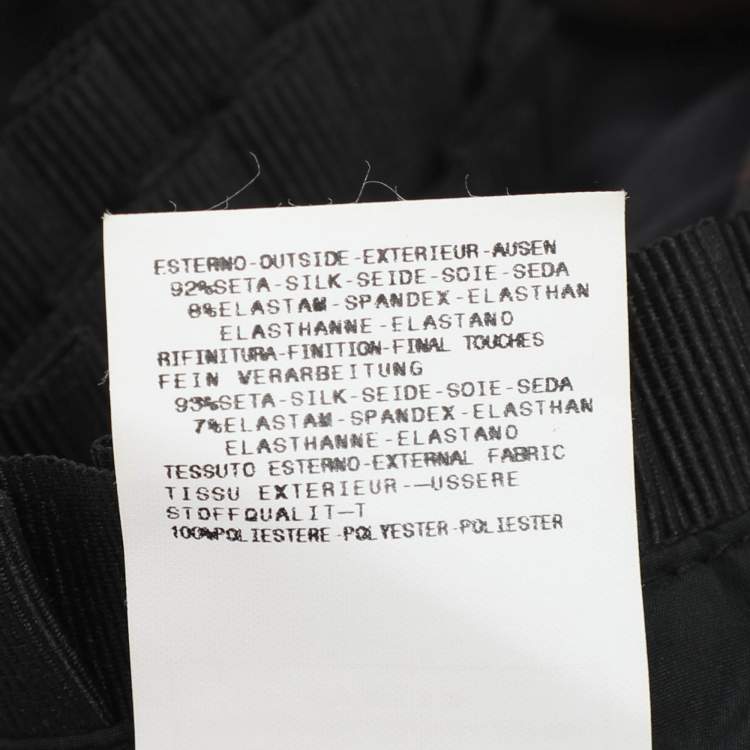 ESTERNO-OUTSIDE-EXTERIEUR-AUSEN
92%SETA-SILK-SEIDE-SOIE-SEDA
8%ELASTAM-SPANDEX-ELASTHAN
ELASTHANNE-ELASTANO
RIFINITURA-FINITION-FINAL TOUCHES
FEIN VERARBEITUNG
93%SETA-SILK-SEIDE-SOIE-SEDA
7%ELASTAM-SPANDEX-ELASTHAN
ELASTHANNE-ELASTANO
TESSUTO ESTERNO-EXTERNAL FABRIC
TISSU EXTERIEUR-—USSERE
STOFFQUALIT—T
100%POLIESTERE-POLYESTER-POLIESTER